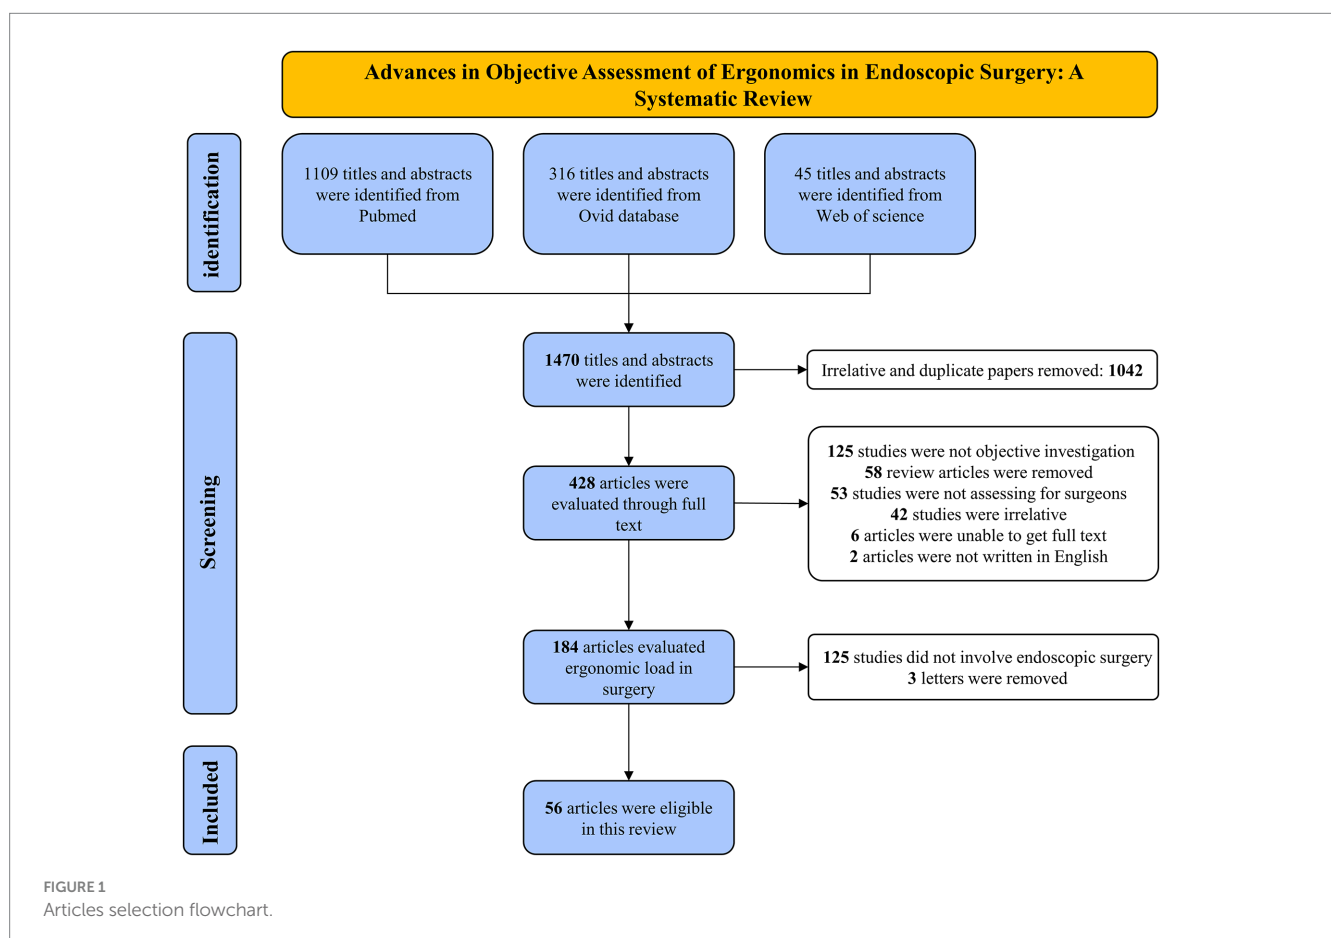 Advances in Objective Assessment of Ergonomics in Endoscopic Surgery: A
Systematic Review
identification
1109 titles and abstracts
were identified from
Pubmed
316 titles and abstracts
were identified from
Ovid database
45 titles and abstracts
were identified from
Web of science
Screening
1470 titles and abstracts
were identified
Irrelative and duplicate papers removed: 1042
428 articles were
evaluated through full
text
125 studies were not objective investigation
58 review articles were removed
53 studies were not assessing for surgeons
42 studies were irrelative
6 articles were unable to get full text
2 articles were not written in English
184 articles evaluated
ergonomic load in
surgery
125 studies did not involve endoscopic surgery
3 letters were removed
Included
56 articles were eligible
in this review
FIGURE 1
Articles selection flowchart.